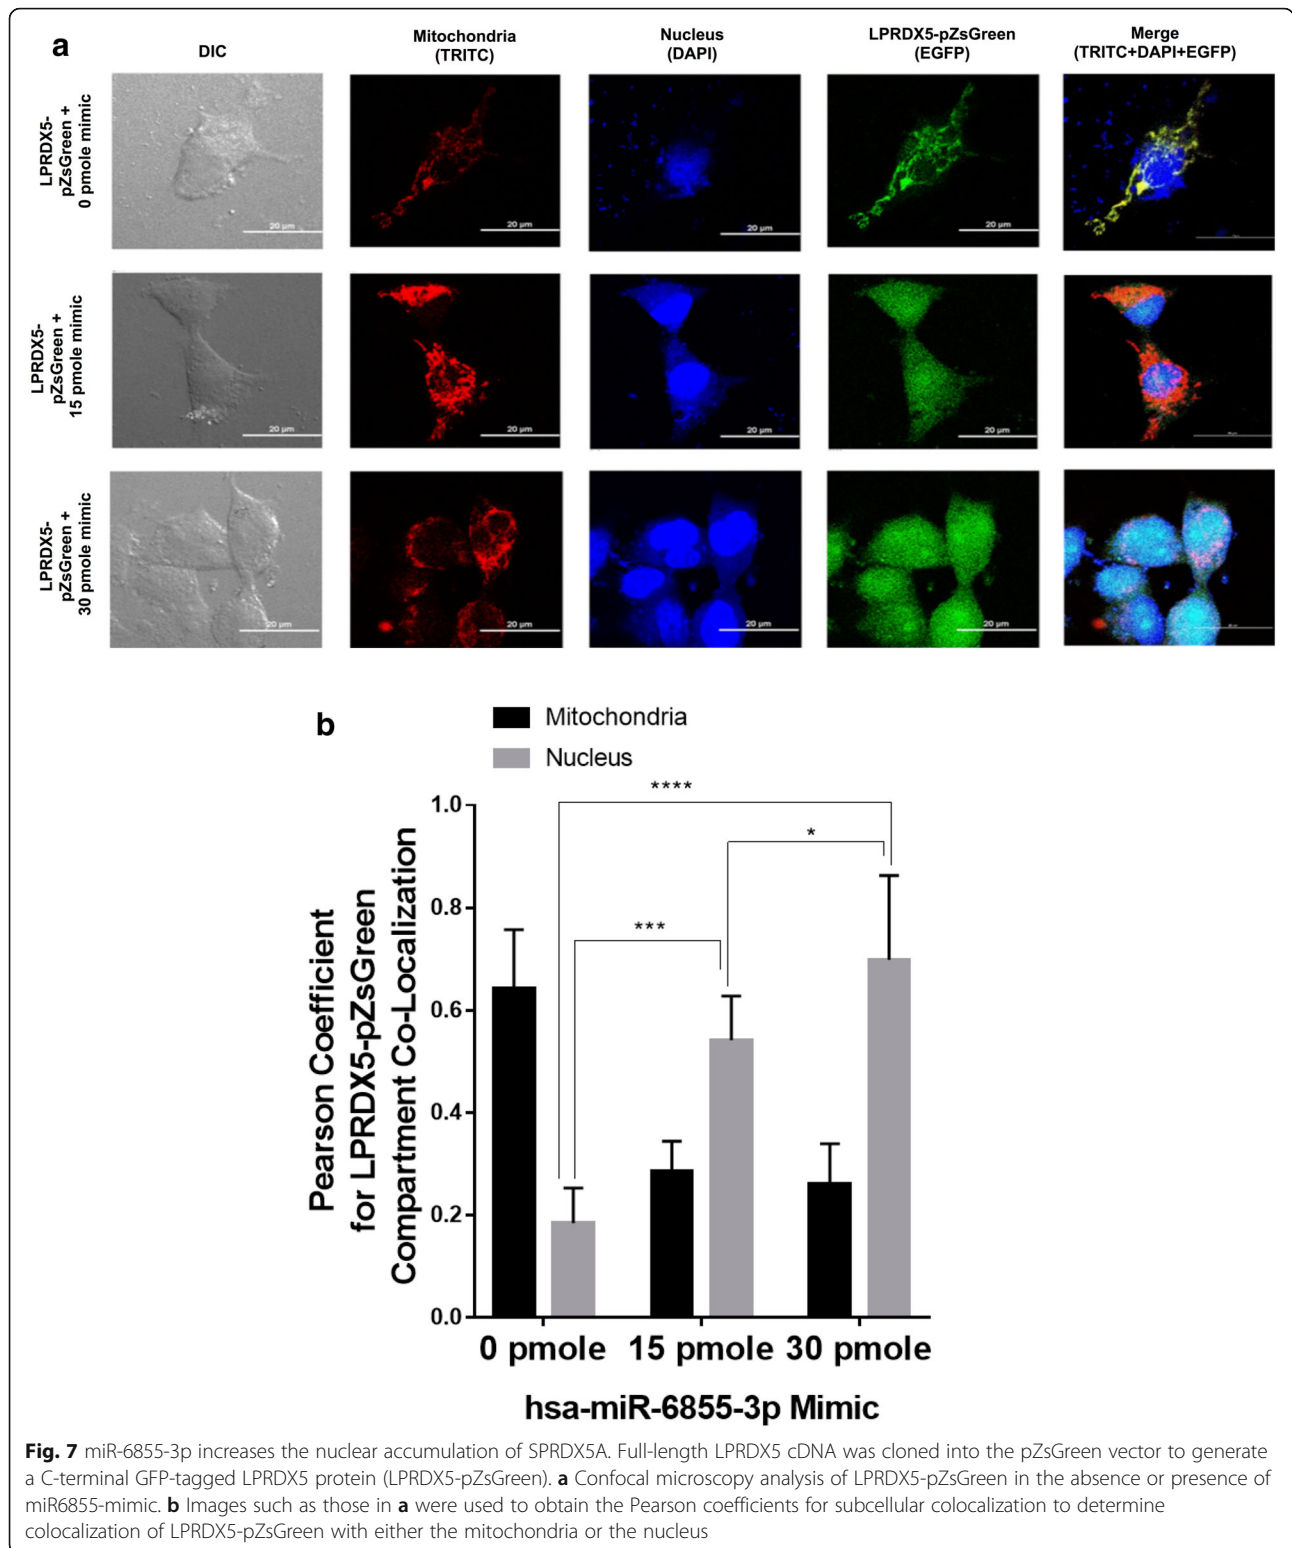 a
DIC
Mitochondria
(TRITC)
Nucleus
(DAPI)
LPRDX5-pZsGreen
(EGFP)
Merge
(TRITC+DAPI+EGFP)
LPRDX5-
pZsGreen +
0 pmole mimic
20 µm
20 µm
20 µm
20 µm
LPRDX5-
pZsGreen +
15 pmole mimic
20 µm
20 µm
20 µm
20 µm
LPRDX5-
pZsGreen +
30 pmole mimic
20 µm
20 µm
20 µm
20 µm
b
Mitochondria
Nucleus
****
*
***
Pearson Coefficient
for LPRDX5-pZsGreen
Compartment Co-Localization
1.0
0.8
0.6
0.4
0.2
0.0
0 pmole 15 pmole 30 pmole
hsa-miR-6855-3p Mimic
Fig. 7 miR-6855-3p increases the nuclear accumulation of SPRDX5A. Full-length LPRDX5 cDNA was cloned into the pZsGreen vector to generate
a C-terminal GFP-tagged LPRDX5 protein (LPRDX5-pZsGreen). a Confocal microscopy analysis of LPRDX5-pZsGreen in the absence or presence of
miR6855-mimic. b Images such as those in a were used to obtain the Pearson coefficients for subcellular colocalization to determine
colocalization of LPRDX5-pZsGreen with either the mitochondria or the nucleus